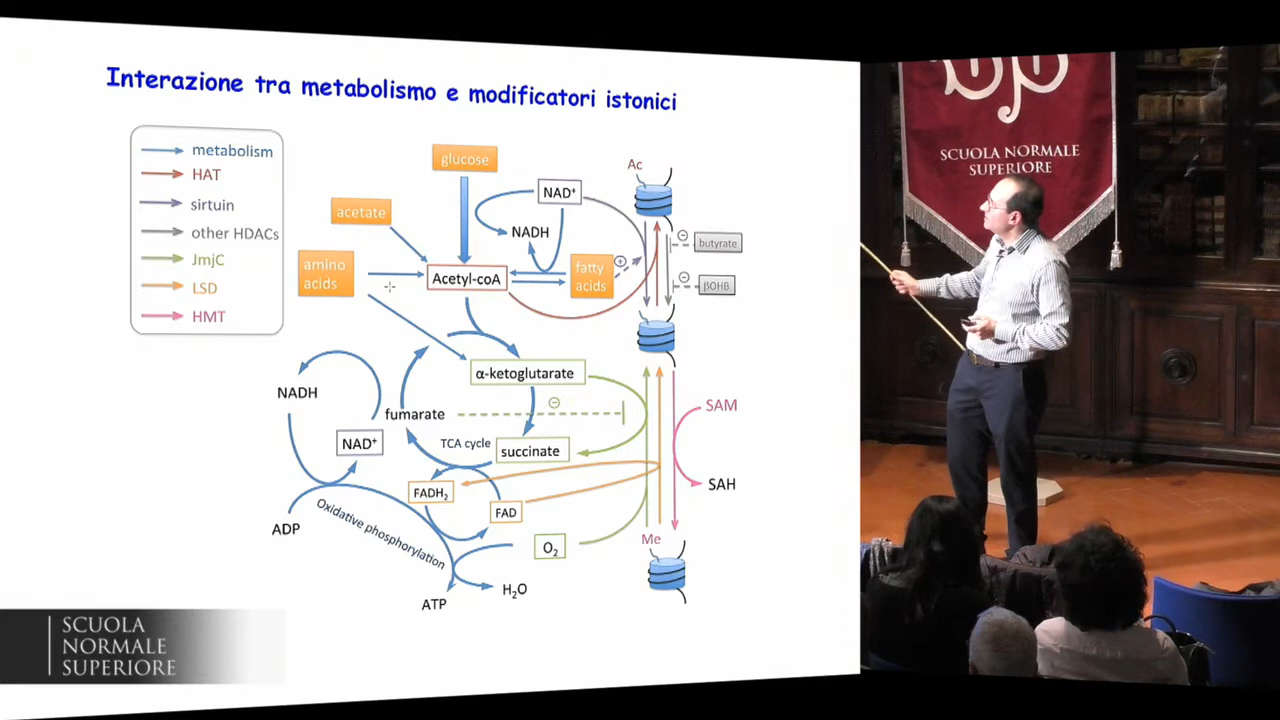 Interazione tra metabolismo e modificatori istonici
metabolism
HAT
sirtuin
other HDACs
JmjC
LSD
HMT
glucose
acetate
amino
acids
Acetyl-coA
NAD⁺
NADH
fatty
acids
Ac
butyrate
βOHB
α-ketoglutarate
fumarate
TCA cycle
succinate
NADH
NAD⁺
FADH₂
FAD
ADP
Oxidative phosphorylation
O₂
H₂O
ATP
SAM
SAH
Me
SCUOLA
NORMALE
SUPERIORE
SCUOLA NORMALE
SUPERIORE